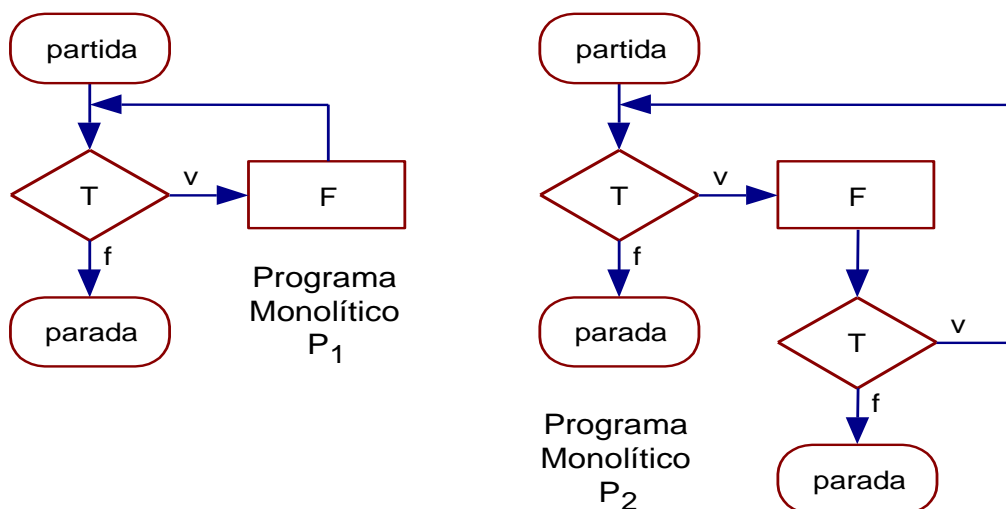 partida
T
v
F
f
parada
Programa
Monolítico
P1
partida
T
v
F
f
parada
T
v
f
parada
Programa
Monolítico
P2